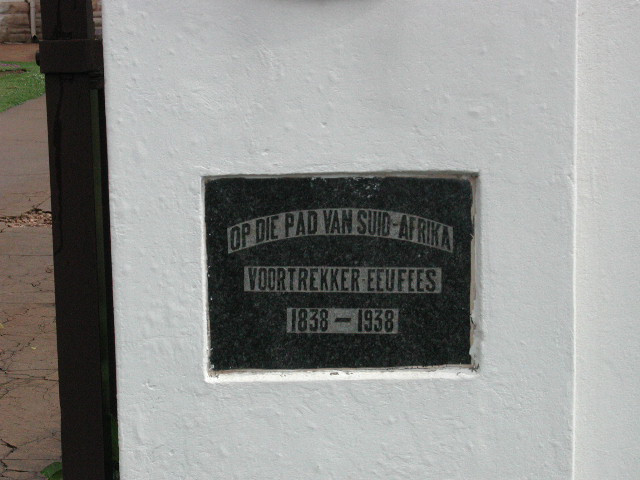 OP DIE PAD VAN SUID-AFRIKA
VOORTREKKER-EEUFEES
1838 – 1938